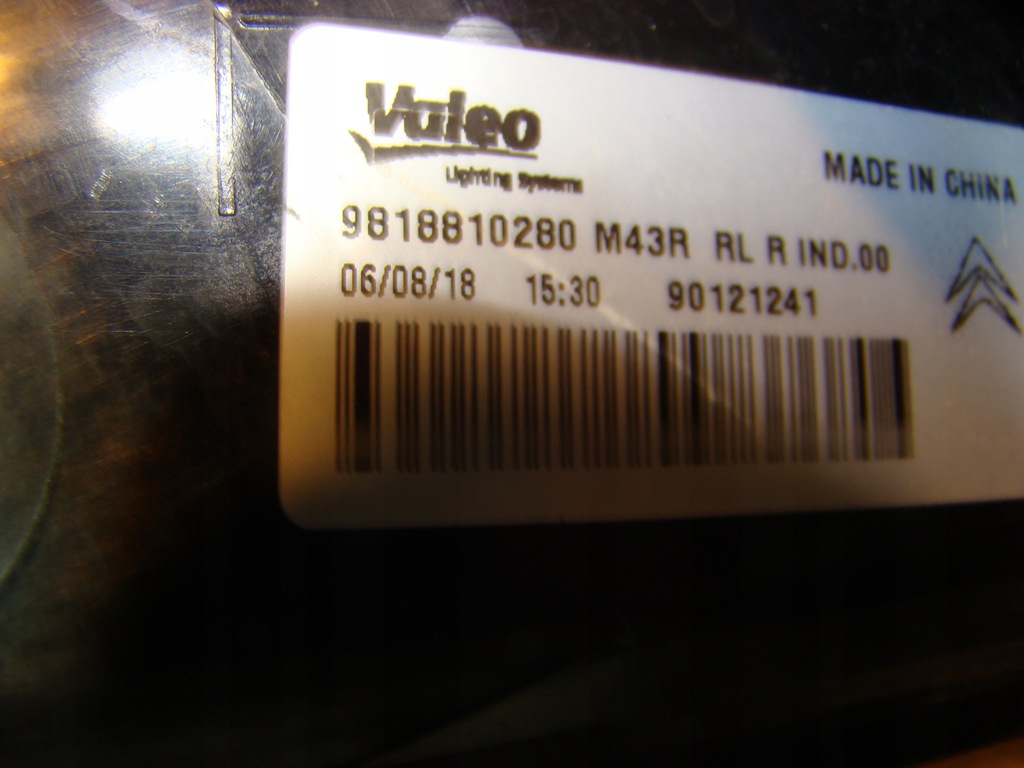 Valeo
Lighting Systems
MADE IN CHINA
9818810280 M43R RL R IND.00
06/08/18 15:30 90121241